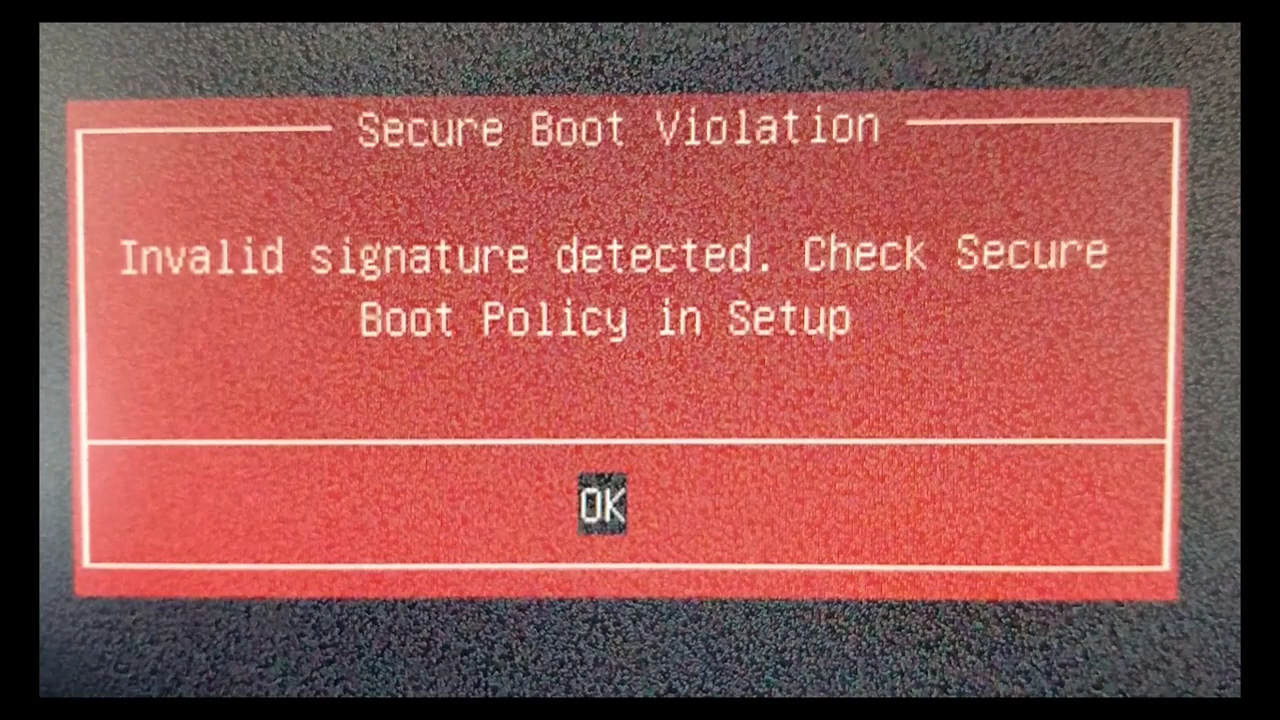 Secure Boot Violation
Invalid signature detected. Check Secure
Boot Policy in Setup
OK